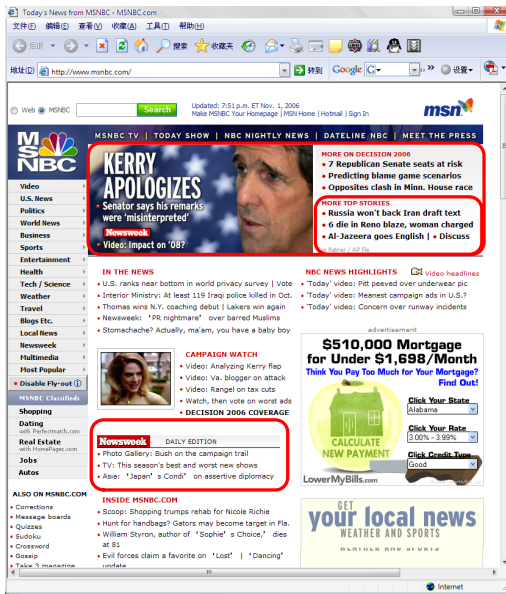 Today's News from MSNBC - MSNBC.com
文件(F) 编辑(E) 查看(V) 收藏(A) 工具(T) 帮助(H)
后退 搜索 收藏夹
地址(D) http://www.msnbc.com/ 转到 Google G 设置
Web MSNBC Search
Updated: 7:51 p.m. ET Nov. 1, 2006
Make MSNBC Your Homepage | MSN Home | Hotmail | Sign In
msn
MSNBC
MSNBC TV | TODAY SHOW | NBC NIGHTLY NEWS | DATELINE NBC | MEET THE PRESS
KERRY
APOLOGIZES
• Senator says his remarks
were 'misinterpreted'
Newsweek
• Video: Impact on '08?
MORE ON DECISION 2006
• 7 Republican Senate seats at risk
• Predicting blame game scenarios
• Opposites clash in Minn. House race
MORE TOP STORIES
• Russia won't back Iran draft text
• 6 die in Reno blaze, woman charged
• Al-Jazeera goes English | • Discuss
Ratner / AP file
Video
U.S. News
Politics
World News
Business
Sports
Entertainment
Health
Tech / Science
Weather
Travel
Blogs Etc.
Local News
Newsweek
Multimedia
Most Popular
• Disable Fly-out
MSNBC Classifieds
Shopping
Dating
with Perfectmatch.com
Real Estate
with HomePages.com
Jobs
Autos
ALSO ON MSNBC.COM
• Corrections
• Message boards
• Quizzes
• Sudoku
• Crossword
• Gossip
• Take 3 magazine
IN THE NEWS
• U.S. ranks near bottom in world privacy survey | Vote
• Interior Ministry: At least 119 Iraqi police killed in Oct.
• Thomas wins N.Y. coaching debut | Lakers win again
• Newsweek: 'PR nightmare' over barred Muslims
• Stomachache? Actually, ma'am, you have a baby boy
NBC NEWS HIGHLIGHTS Video headlines
• 'Today' video: Pitt peeved over underwear pic
• 'Today' video: Meanest campaign ads in U.S.?
• 'Today' video: Concern over runway incidents
CAMPAIGN WATCH
• Video: Analyzing Kerry flap
• Video: Va. blogger on attack
• Video: Rangel on tax cuts
• Watch, then vote on worst ads
• DECISION 2006 COVERAGE
Newsweek DAILY EDITION
• Photo Gallery: Bush on the campaign trail
• TV: This season's best and worst new shows
• Asia: 'Japan's Condi' on assertive diplomacy
INSIDE MSNBC.COM
• Scoop: Shopping trumps rehab for Nicole Richie
• Hunt for handbags? Gators may become target in Fla.
• William Styron, author of 'Sophie's Choice,' dies
at 81
• Evil forces claim a favorite on 'Lost' | 'Dancing'
update
advertisement
$510,000 Mortgage
for Under $1,698/Month
Think You Pay Too Much for Your Mortgage?
Find Out!
Click Your State
Alabama
Click Your Rate
3.00% - 3.99%
Click Credit Type
Good
CALCULATE
NEW PAYMENT
LowerMyBills.com
GET
your local news
WEATHER AND SPORTS
WEATHER AND SPORTS
Internet